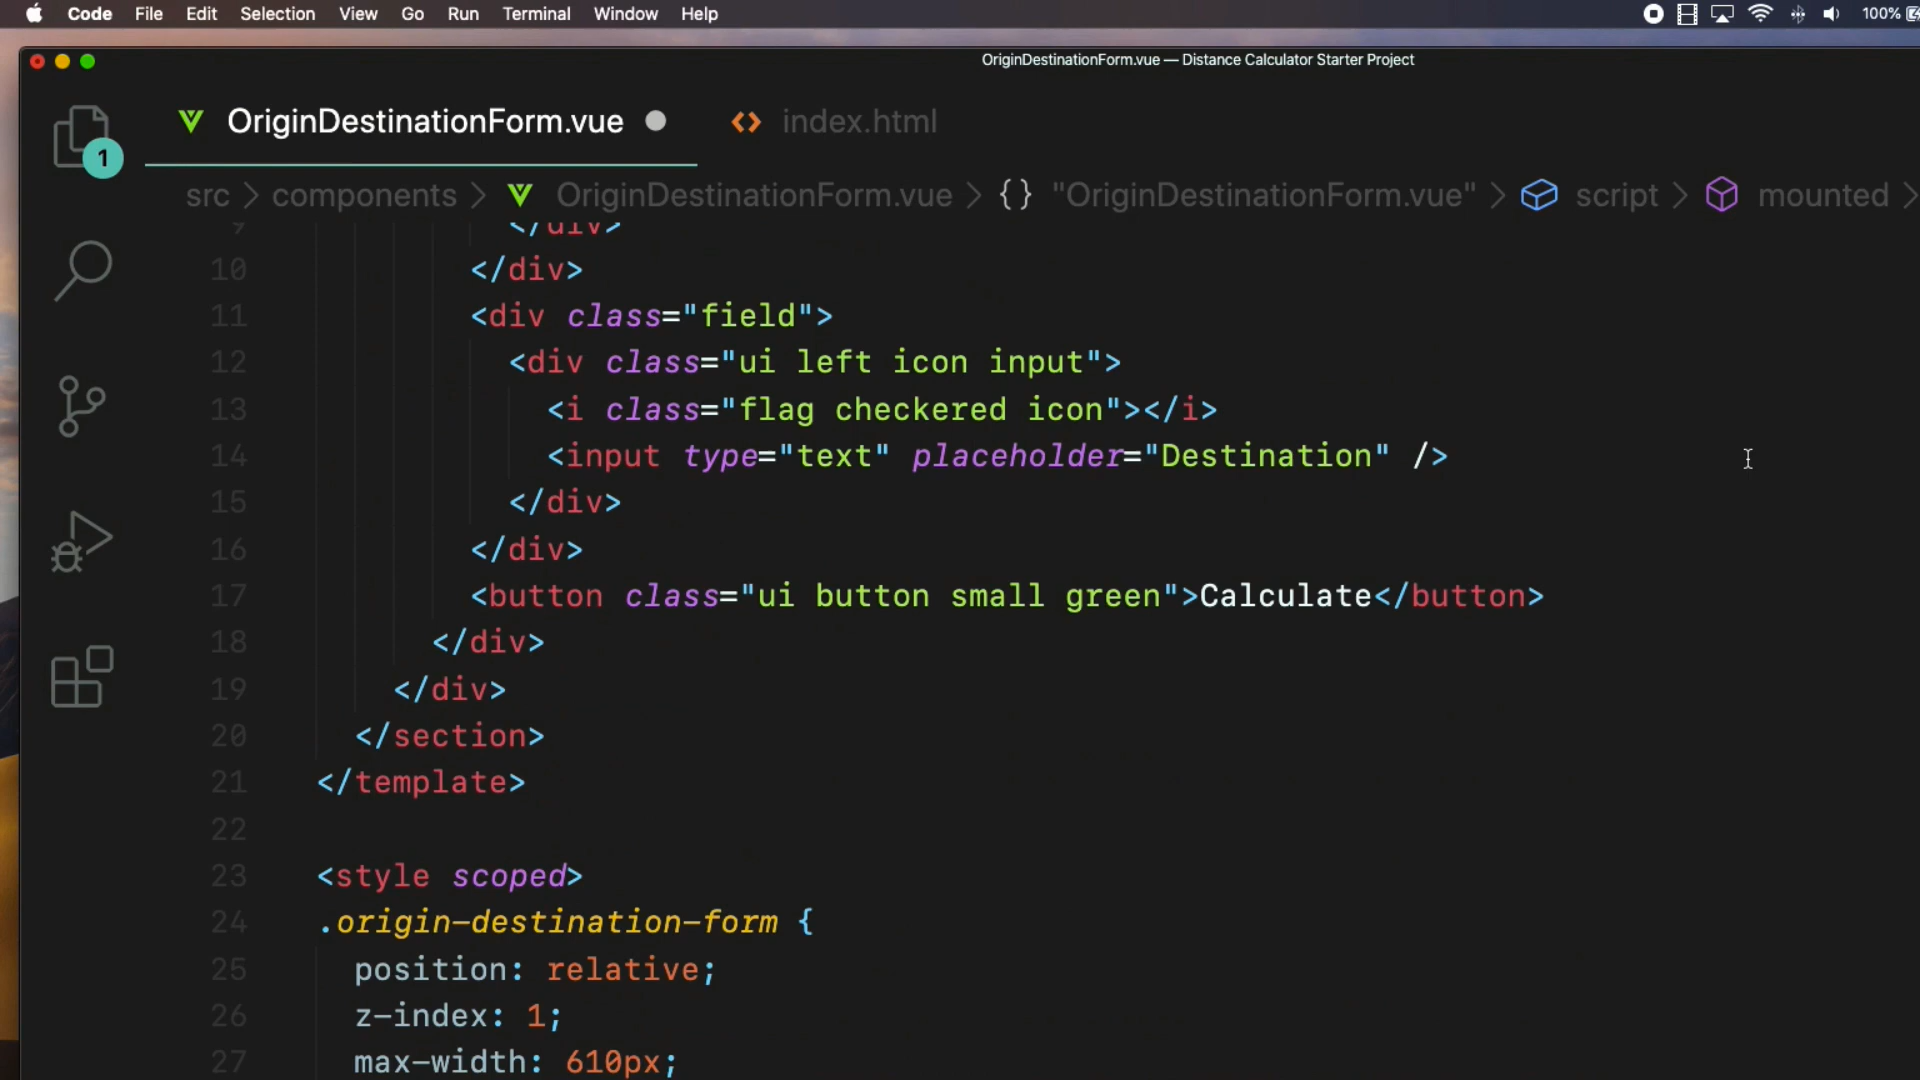 Code File Edit Selection View Go Run Terminal Window Help 100%
OriginDestinationForm.vue — Distance Calculator Starter Project
OriginDestinationForm.vue index.html
1
src > components > OriginDestinationForm.vue > {} "OriginDestinationForm.vue" > script > mounted >
9 </div>
10 </div>
11 <div class="field">
12 <div class="ui left icon input">
13 <i class="flag checkered icon"></i>
14 <input type="text" placeholder="Destination" />
15 </div>
16 </div>
17 <button class="ui button small green">Calculate</button>
18 </div>
19 </div>
20 </section>
21 </template>
22
23 <style scoped>
24 .origin-destination-form {
25 position: relative;
26 z-index: 1;
27 max-width: 610px;